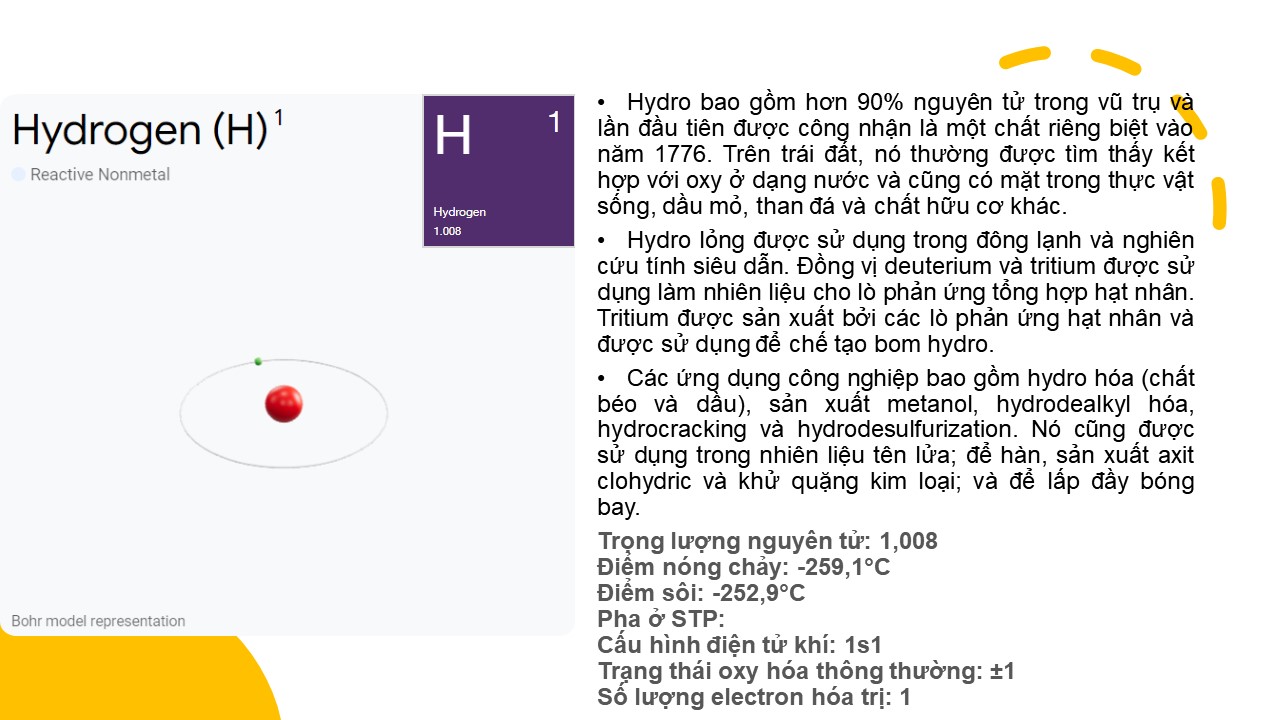 Hydrogen (H) 1
Reactive Nonmetal
H 1
Hydrogen
1.008
Bohr model representation
• Hydro bao gồm hơn 90% nguyên tử trong vũ trụ và
lần đầu tiên được công nhận là một chất riêng biệt vào
năm 1776. Trên trái đất, nó thường được tìm thấy kết
hợp với oxy ở dạng nước và cũng có mặt trong thực vật
sống, dầu mỏ, than đá và chất hữu cơ khác.
• Hydro lỏng được sử dụng trong đông lạnh và nghiên
cứu tính siêu dẫn. Đồng vị deuterium và tritium được sử
dụng làm nhiên liệu cho lò phản ứng tổng hợp hạt nhân.
Tritium được sản xuất bởi các lò phản ứng hạt nhân và
được sử dụng để chế tạo bom hydro.
• Các ứng dụng công nghiệp bao gồm hydro hóa (chất
béo và dầu), sản xuất metanol, hydrodealkyl hóa,
hydrocracking và hydrodesulfurization. Nó cũng được
sử dụng trong nhiên liệu tên lửa; để hàn, sản xuất axit
clohydric và khử quặng kim loại; và để lấp đầy bóng
bay.
Trọng lượng nguyên tử: 1,008
Điểm nóng chảy: -259,1°C
Điểm sôi: -252,9°C
Pha ở STP:
Cấu hình điện tử khí: 1s1
Trạng thái oxy hóa thông thường: ±1
Số lượng electron hóa trị: 1